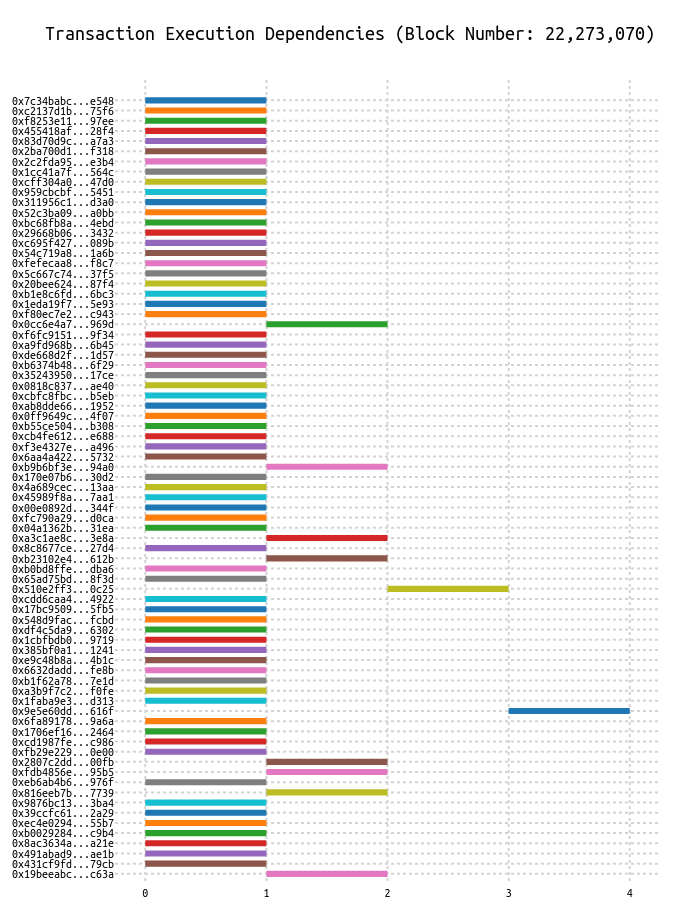 Transaction Execution Dependencies (Block Number: 22,273,070)
0x7c34babc...e548
0xc2137d1b...75f6
0xf8253e11...97ee
0x455418af...28f4
0x83d70d9c...a7a3
0x2ba700d1...f318
0x2c2fda95...e3b4
0x1cc41a7f...564c
0xcff304a0...47d0
0x959cbcbf...5451
0x311956c1...d3a0
0x52c3ba09...a0bb
0xbc68fb8a...4ebd
0x29668b06...3432
0xc695f427...089b
0x54c719a8...1a6b
0xfefecaa8...f8c7
0x5c667c74...37f5
0x20bee624...87f4
0xb1e8c6fd...6bc3
0x1eda19f7...5e93
0xf80ec7e2...c943
0x0cc6e4a7...969d
0xf6fc9151...9f34
0xa9fd968b...6b45
0xde668d2f...1d57
0xb6374b48...6f29
0x35243950...17ce
0x0818c837...ae40
0xcbfc8fbc...b5eb
0xab8dde66...1952
0x0ff9649c...4f07
0xb55ce504...b308
0xcb4fe612...e688
0xf3e4327e...a496
0x6aa4a422...5732
0xb9b6bf3e...94a0
0x170e07b6...30d2
0x4a689cec...13aa
0x45989f8a...7aa1
0x00e0892d...344f
0xfc790a29...d0ca
0x04a1362b...31ea
0xa3c1ae8c...3e8a
0x8c8677ce...27d4
0xb23102e4...612b
0xb0bd8ffe...dba6
0x65ad75bd...8f3d
0x510e2ff3...0c25
0xcdd6caa4...4922
0x17bc9509...5fb5
0x548d9fac...fcbd
0xdf4c5da9...6302
0x1cbfbdb0...9719
0x385bf0a1...1241
0xe9c48b8a...4b1c
0x6632dadd...fe8b
0xb1f62a78...7e1d
0xa3b9f7c2...f0fe
0x1faba9e3...d313
0x9e5e60dd...616f
0x6fa89178...9a6a
0x1706ef16...2464
0xcd1987fe...c986
0xfb29e229...0e00
0x2807c2dd...00fb
0xfdb4856e...95b5
0xeb6ab4b6...976f
0x816eeb7b...7739
0x9876bc13...3ba4
0x39ccfc61...2a29
0xec4e0294...55b7
0xb0029284...c9b4
0x8ac3634a...a21e
0x491abad9...ae1b
0x431cf9fd...79cb
0x19beeabc...c63a
0 1 2 3 4